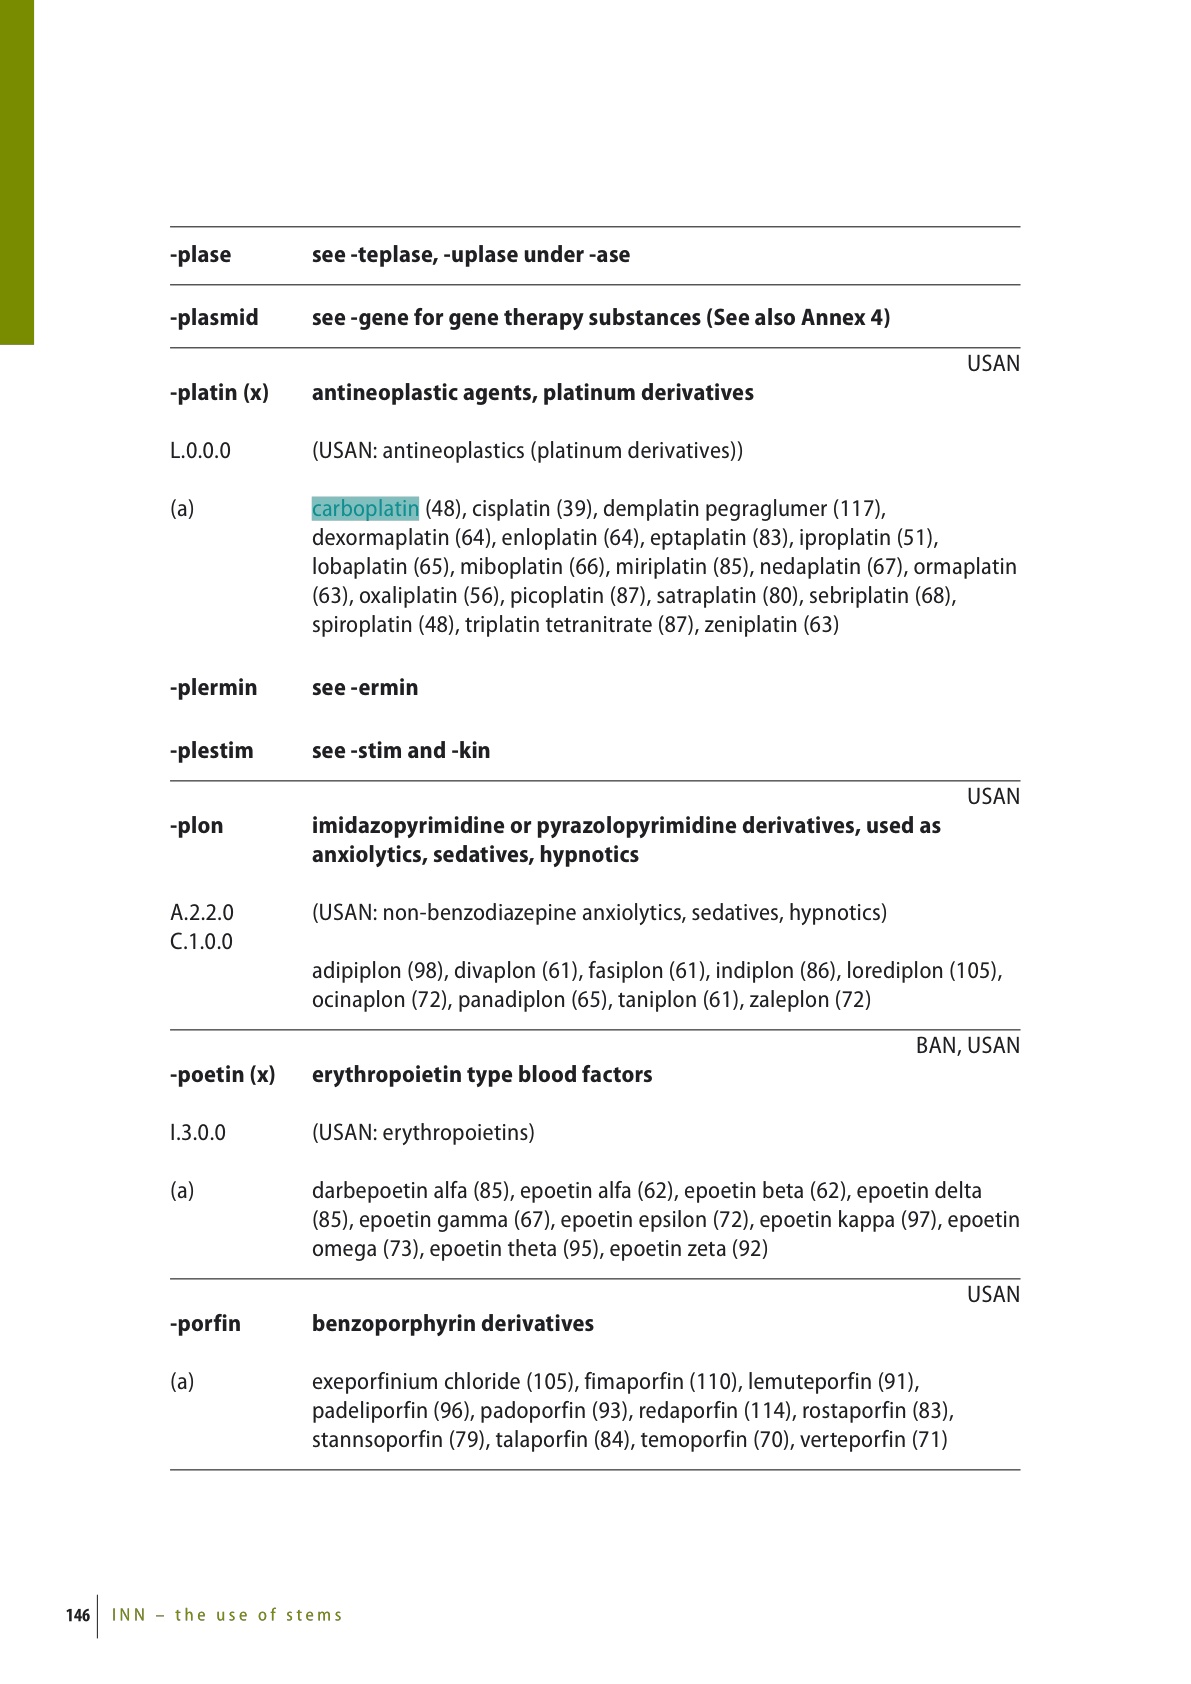 -plase see -teplase, -uplase under -ase
-plasmid see -gene for gene therapy substances (See also Annex 4)
USAN
-platin (x) antineoplastic agents, platinum derivatives
L.0.0.0 (USAN: antineoplastics (platinum derivatives))
(a) carboplatin (48), cisplatin (39), demplatin pegraglumer (117),
dexormaplatin (64), enloplatin (64), eptaplatin (83), iproplatin (51),
lobaplatin (65), miboplatin (66), miriplatin (85), nedaplatin (67), ormaplatin
(63), oxaliplatin (56), picoplatin (87), satraplatin (80), sebriplatin (68),
spiroplatin (48), triplatin tetranitrate (87), zeniplatin (63)
-plermin see -ermin
-plestim see -stim and -kin
USAN
-plon imidazopyrimidine or pyrazolopyrimidine derivatives, used as
anxiolytics, sedatives, hypnotics
A.2.2.0 (USAN: non-benzodiazepine anxiolytics, sedatives, hypnotics)
C.1.0.0
adipiplon (98), divaplon (61), fasiplon (61), indiplon (86), lorediplon (105),
ocinaplon (72), panadiplon (65), taniplon (61), zaleplon (72)
BAN, USAN
-poetin (x) erythropoietin type blood factors
I.3.0.0 (USAN: erythropoietins)
(a) darbepoetin alfa (85), epoetin alfa (62), epoetin beta (62), epoetin delta
(85), epoetin gamma (67), epoetin epsilon (72), epoetin kappa (97), epoetin
omega (73), epoetin theta (95), epoetin zeta (92)
USAN
-porfin benzoporphyrin derivatives
(a) exeporfinium chloride (105), fimaporfin (110), lemuteporfin (91),
padeliporfin (96), padoporfin (93), redaporfin (114), rostaporfin (83),
stannsoporfin (79), talaporfin (84), temoporfin (70), verteporfin (71)
146 INN – the use of stems